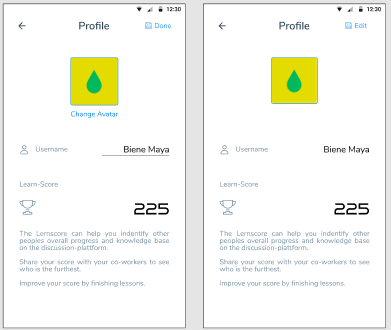 12:30
Profile
Done
Change Avatar
Username
Biene Maya
Learn-Score
225
The Lernscore can help you indentify other
peoples overall progress and knowledge base
on the discussion-plattform.
Share your score with your co-workers to see
who is the furthest.
Improve your score by finishing lessons.
12:30
Profile
Edit
Username
Biene Maya
Learn-Score
225
The Lernscore can help you indentify other
peoples overall progress and knowledge base
on the discussion-plattform.
Share your score with your co-workers to see
who is the furthest.
Improve your score by finishing lessons.